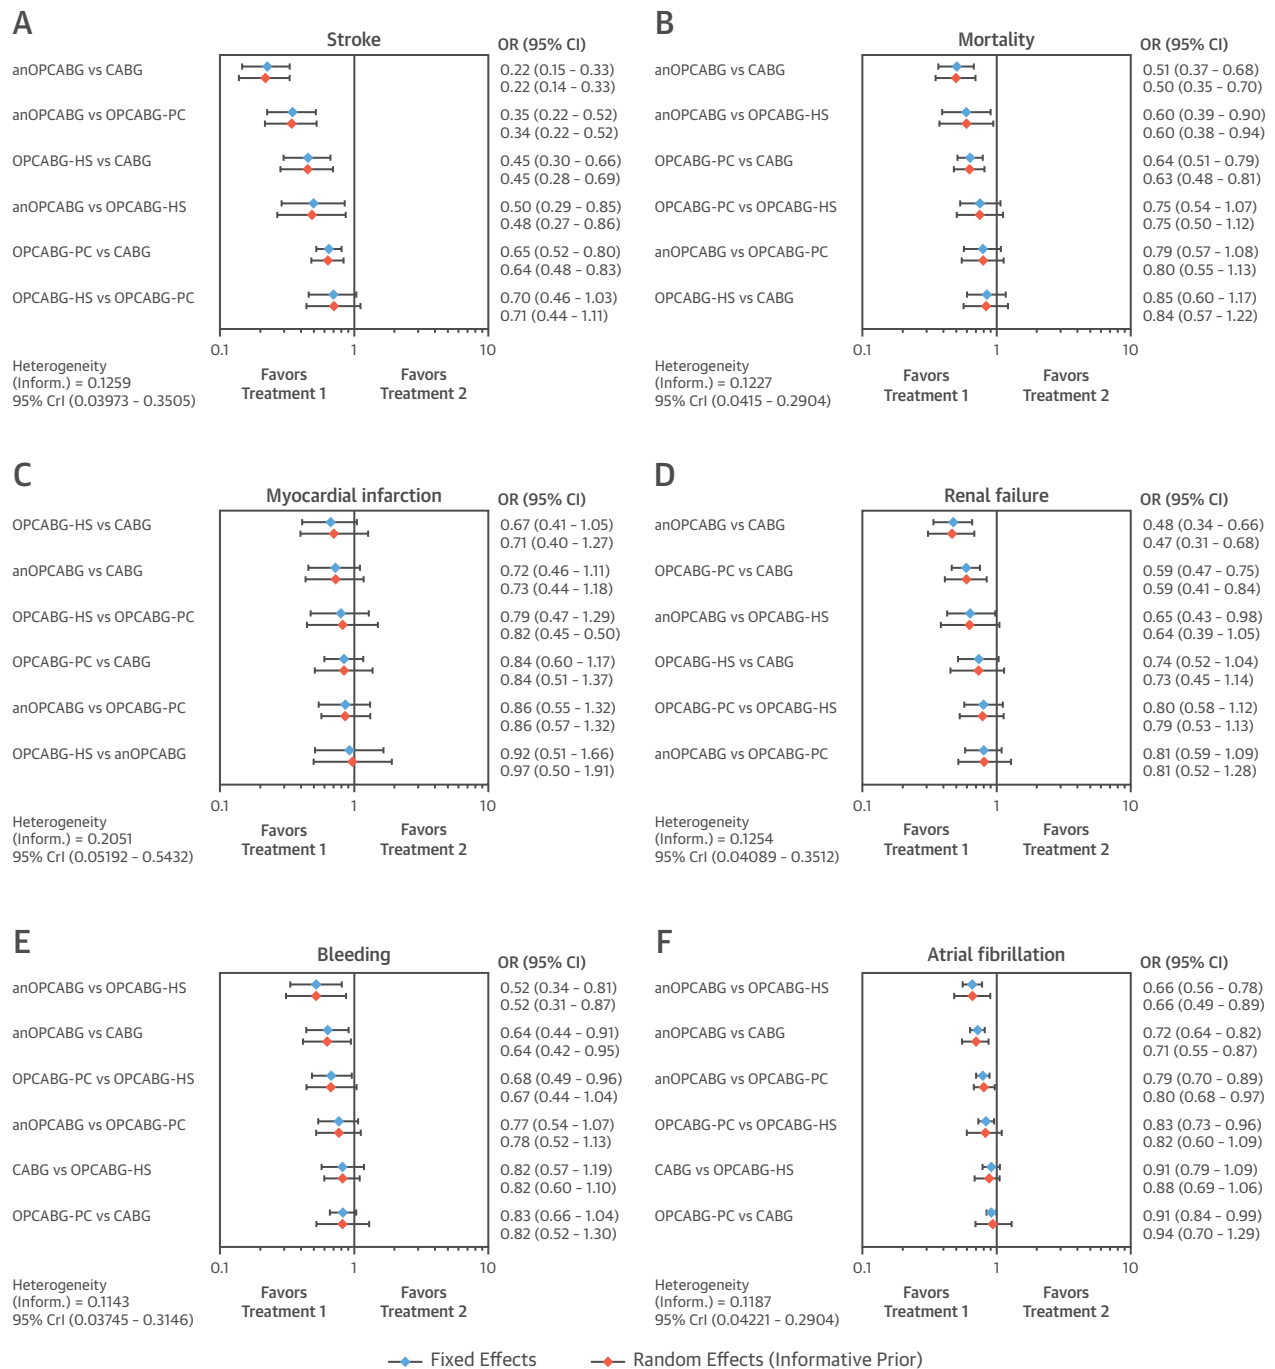 A
Stroke
OR (95% CI)
anOPCABG vs CABG
0.22 (0.15 – 0.33)
0.22 (0.14 – 0.33)
anOPCABG vs OPCABG-PC
0.35 (0.22 – 0.52)
0.34 (0.22 – 0.52)
OPCABG-HS vs CABG
0.45 (0.30 – 0.66)
0.45 (0.28 – 0.69)
anOPCABG vs OPCABG-HS
0.50 (0.29 – 0.85)
0.48 (0.27 – 0.86)
OPCABG-PC vs CABG
0.65 (0.52 – 0.80)
0.64 (0.48 – 0.83)
OPCABG-HS vs OPCABG-PC
0.70 (0.46 – 1.03)
0.71 (0.44 – 1.11)
0.1 1 10
Heterogeneity
(Inform.) = 0.1259
95% CrI (0.03973 – 0.3505)
Favors
Treatment 1
Favors
Treatment 2
B
Mortality
OR (95% CI)
anOPCABG vs CABG
0.51 (0.37 – 0.68)
0.50 (0.35 – 0.70)
anOPCABG vs OPCABG-HS
0.60 (0.39 – 0.90)
0.60 (0.38 – 0.94)
OPCABG-PC vs CABG
0.64 (0.51 – 0.79)
0.63 (0.48 – 0.81)
OPCABG-PC vs OPCABG-HS
0.75 (0.54 – 1.07)
0.75 (0.50 – 1.12)
anOPCABG vs OPCABG-PC
0.79 (0.57 – 1.08)
0.80 (0.55 – 1.13)
OPCABG-HS vs CABG
0.85 (0.60 – 1.17)
0.84 (0.57 – 1.22)
0.1 1 10
Heterogeneity
(Inform.) = 0.1227
95% CrI (0.0415 – 0.2904)
Favors
Treatment 1
Favors
Treatment 2
C
Myocardial infarction
OR (95% CI)
OPCABG-HS vs CABG
0.67 (0.41 – 1.05)
0.71 (0.40 – 1.27)
anOPCABG vs CABG
0.72 (0.46 – 1.11)
0.73 (0.44 – 1.18)
OPCABG-HS vs OPCABG-PC
0.79 (0.47 – 1.29)
0.82 (0.45 – 0.50)
OPCABG-PC vs CABG
0.84 (0.60 – 1.17)
0.84 (0.51 – 1.37)
anOPCABG vs OPCABG-PC
0.86 (0.55 – 1.32)
0.86 (0.57 – 1.32)
OPCABG-HS vs anOPCABG
0.92 (0.51 – 1.66)
0.97 (0.50 – 1.91)
0.1 1 10
Heterogeneity
(Inform.) = 0.2051
95% CrI (0.05192 – 0.5432)
Favors
Treatment 1
Favors
Treatment 2
D
Renal failure
OR (95% CI)
anOPCABG vs CABG
0.48 (0.34 – 0.66)
0.47 (0.31 – 0.68)
OPCABG-PC vs CABG
0.59 (0.47 – 0.75)
0.59 (0.41 – 0.84)
anOPCABG vs OPCABG-HS
0.65 (0.43 – 0.98)
0.64 (0.39 – 1.05)
OPCABG-HS vs CABG
0.74 (0.52 – 1.04)
0.73 (0.45 – 1.14)
OPCABG-PC vs OPCABG-HS
0.80 (0.58 – 1.12)
0.79 (0.53 – 1.13)
anOPCABG vs OPCABG-PC
0.81 (0.59 – 1.09)
0.81 (0.52 – 1.28)
0.1 1 10
Heterogeneity
(Inform.) = 0.1254
95% CrI (0.04089 – 0.3512)
Favors
Treatment 1
Favors
Treatment 2
E
Bleeding
OR (95% CI)
anOPCABG vs OPCABG-HS
0.52 (0.34 – 0.81)
0.52 (0.31 – 0.87)
anOPCABG vs CABG
0.64 (0.44 – 0.91)
0.64 (0.42 – 0.95)
OPCABG-PC vs OPCABG-HS
0.68 (0.49 – 0.96)
0.67 (0.44 – 1.04)
anOPCABG vs OPCABG-PC
0.77 (0.54 – 1.07)
0.78 (0.52 – 1.13)
CABG vs OPCABG-HS
0.82 (0.57 – 1.19)
0.82 (0.60 – 1.10)
OPCABG-PC vs CABG
0.83 (0.66 – 1.04)
0.82 (0.52 – 1.30)
0.1 1 10
Heterogeneity
(Inform.) = 0.1143
95% CrI (0.03745 – 0.3146)
Favors
Treatment 1
Favors
Treatment 2
F
Atrial fibrillation
OR (95% CI)
anOPCABG vs OPCABG-HS
0.66 (0.56 – 0.78)
0.66 (0.49 – 0.89)
anOPCABG vs CABG
0.72 (0.64 – 0.82)
0.71 (0.55 – 0.87)
anOPCABG vs OPCABG-PC
0.79 (0.70 – 0.89)
0.80 (0.68 – 0.97)
OPCABG-PC vs OPCABG-HS
0.83 (0.73 – 0.96)
0.82 (0.60 – 1.09)
CABG vs OPCABG-HS
0.91 (0.79 – 1.09)
0.88 (0.69 – 1.06)
OPCABG-PC vs CABG
0.91 (0.84 – 0.99)
0.94 (0.70 – 1.29)
0.1 1 10
Heterogeneity
(Inform.) = 0.1187
95% CrI (0.04221 – 0.2904)
Favors
Treatment 1
Favors
Treatment 2
Fixed Effects
Random Effects (Informative Prior)